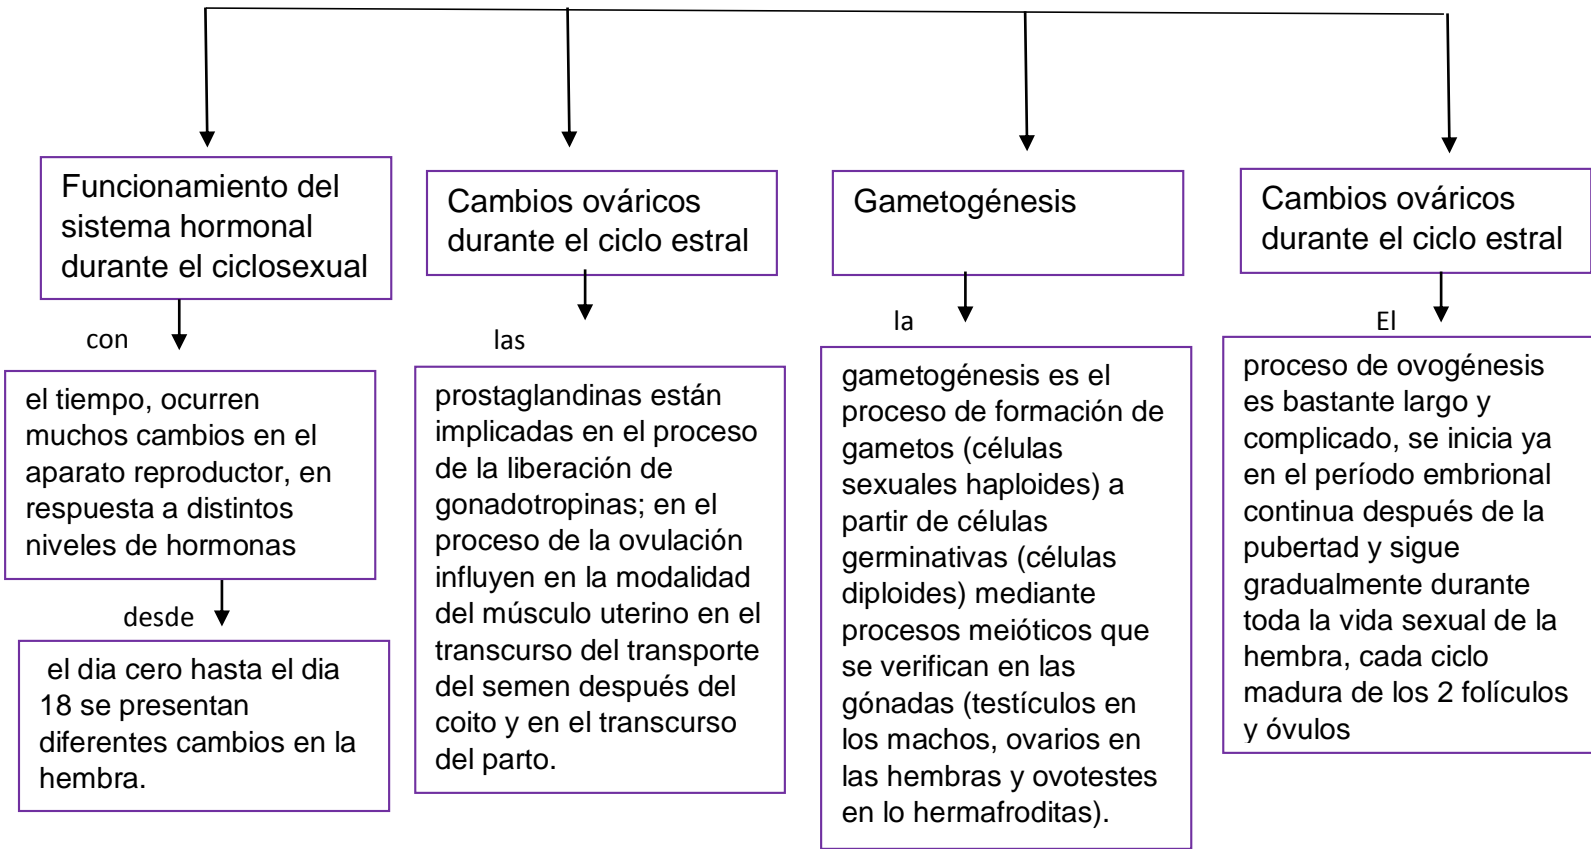 Funcionamiento del
sistema hormonal
durante el ciclosexual
con
el tiempo, ocurren
muchos cambios en el
aparato reproductor, en
respuesta a distintos
niveles de hormonas
desde
el dia cero hasta el dia
18 se presentan
diferentes cambios en la
hembra.
Cambios ováricos
durante el ciclo estral
las
prostaglandinas están
implicadas en el proceso
de la liberación de
gonadotropinas; en el
proceso de la ovulación
influyen en la modalidad
del músculo uterino en el
transcurso del transporte
del semen después del
coito y en el transcurso
del parto.
Gametogénesis
la
gametogénesis es el
proceso de formación de
gametos (células
sexuales haploides) a
partir de células
germinativas (células
diploides) mediante
procesos meióticos que
se verifican en las
gónadas (testículos en
los machos, ovarios en
las hembras y ovotestes
en lo hermafroditas).
Cambios ováricos
durante el ciclo estral
El
proceso de ovogénesis
es bastante largo y
complicado, se inicia ya
en el período embrional
continua después de la
pubertad y sigue
gradualmente durante
toda la vida sexual de la
hembra, cada ciclo
madura de los 2 folículos
y óvulos